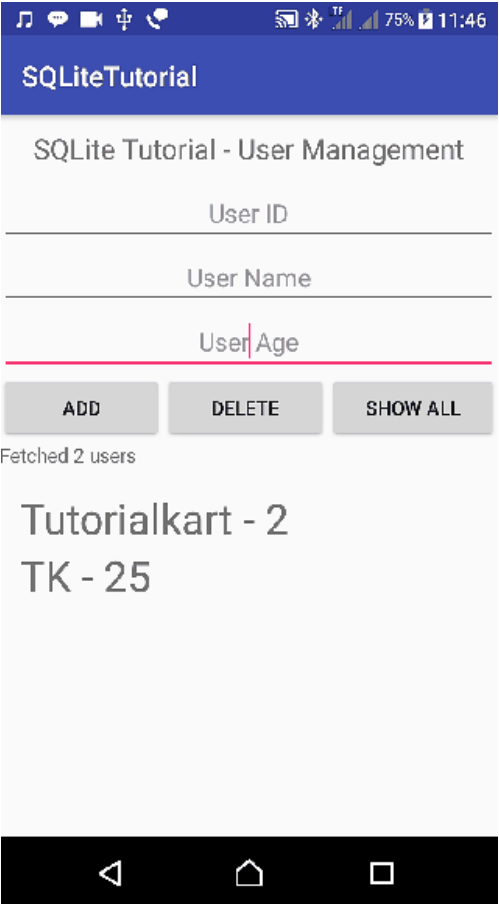 TF 75% 11:46
SQLiteTutorial
SQLite Tutorial - User Management
User ID
User Name
User Age
ADD DELETE SHOW ALL
Fetched 2 users
Tutorialkart - 2
TK - 25